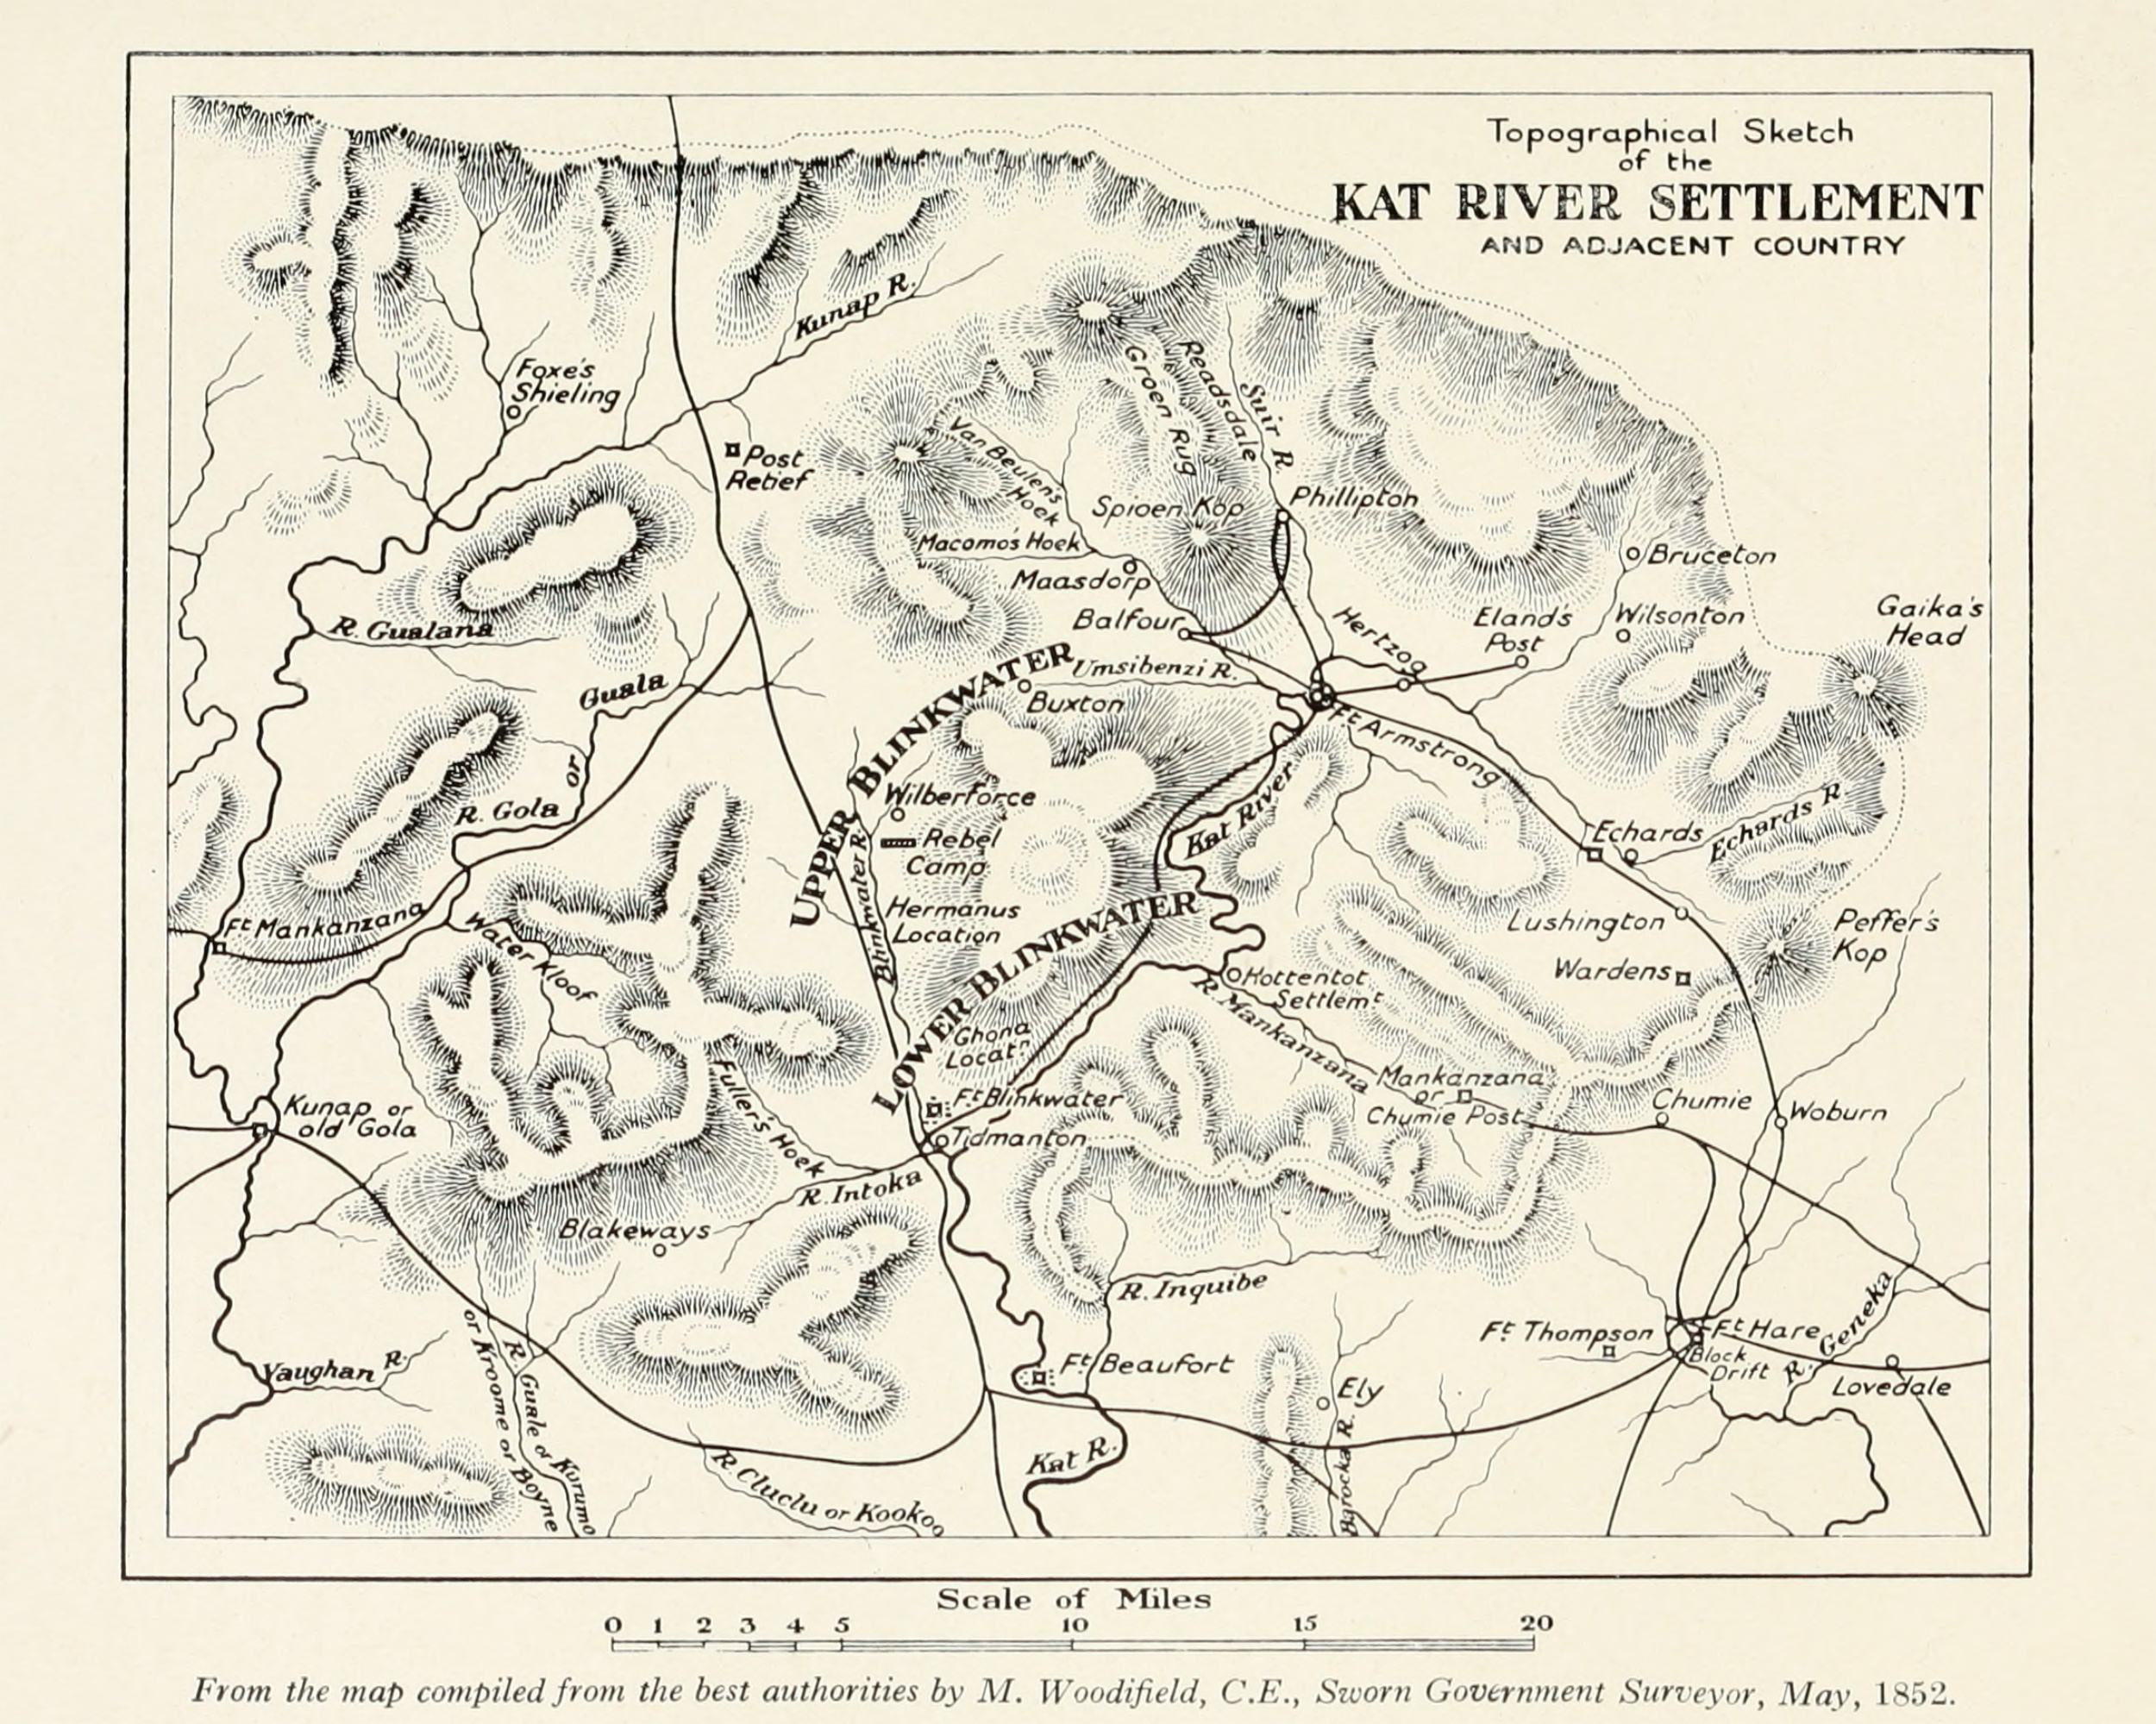 Topographical Sketch
of the
KAT RIVER SETTLEMENT
AND ADJACENT COUNTRY
Kunap R.
Foxe's
Shieling
Post
Retief
Groen Rug
Readsdale
Suir R.
Van Beulen's
Hoek
Spioen Kop
Phillipton
Macomo's Hoek
Maasdorp
Bruceton
Balfour
Hertzog
Eland's
Post
Wilsonton
Gaika's
Head
R. Gualana
Guala
or
R. Gola
UPPER BLINKWATER
Umsibenzi R.
Buxton
Ft Armstrong
Wilberforce
Rebel
Camp
Kat River
Echards
Echards R.
Blinkwater R.
Hermanus
Location
LOWER BLINKWATER
Ft Mankanzana
Water Kloof
Lushington
Peffer's
Kop
Wardens
Hottentot
Settlemt
R. Mankanzana
Ghona
Locatn
Fuller's Hoek
Ft Blinkwater
Mankanzana
or
Chumie Post
Chumie
Woburn
Kunap or
old Gola
Tidmanton
R. Intoka
Blakeways
R. Inquibe
Ft Thompson
Ft Hare
Block
Drift
R. Geneka
Lovedale
Vaughan R.
or Kroome or Boyne
R. Guale or Kurumo
Ft Beaufort
Ely
Kat R.
R. Cluclu or Kookoo
Scale of Miles
0 1 2 3 4 5 10 15 20
From the map compiled from the best authorities by M. Woodifield, C.E., Sworn Government Surveyor, May, 1852.